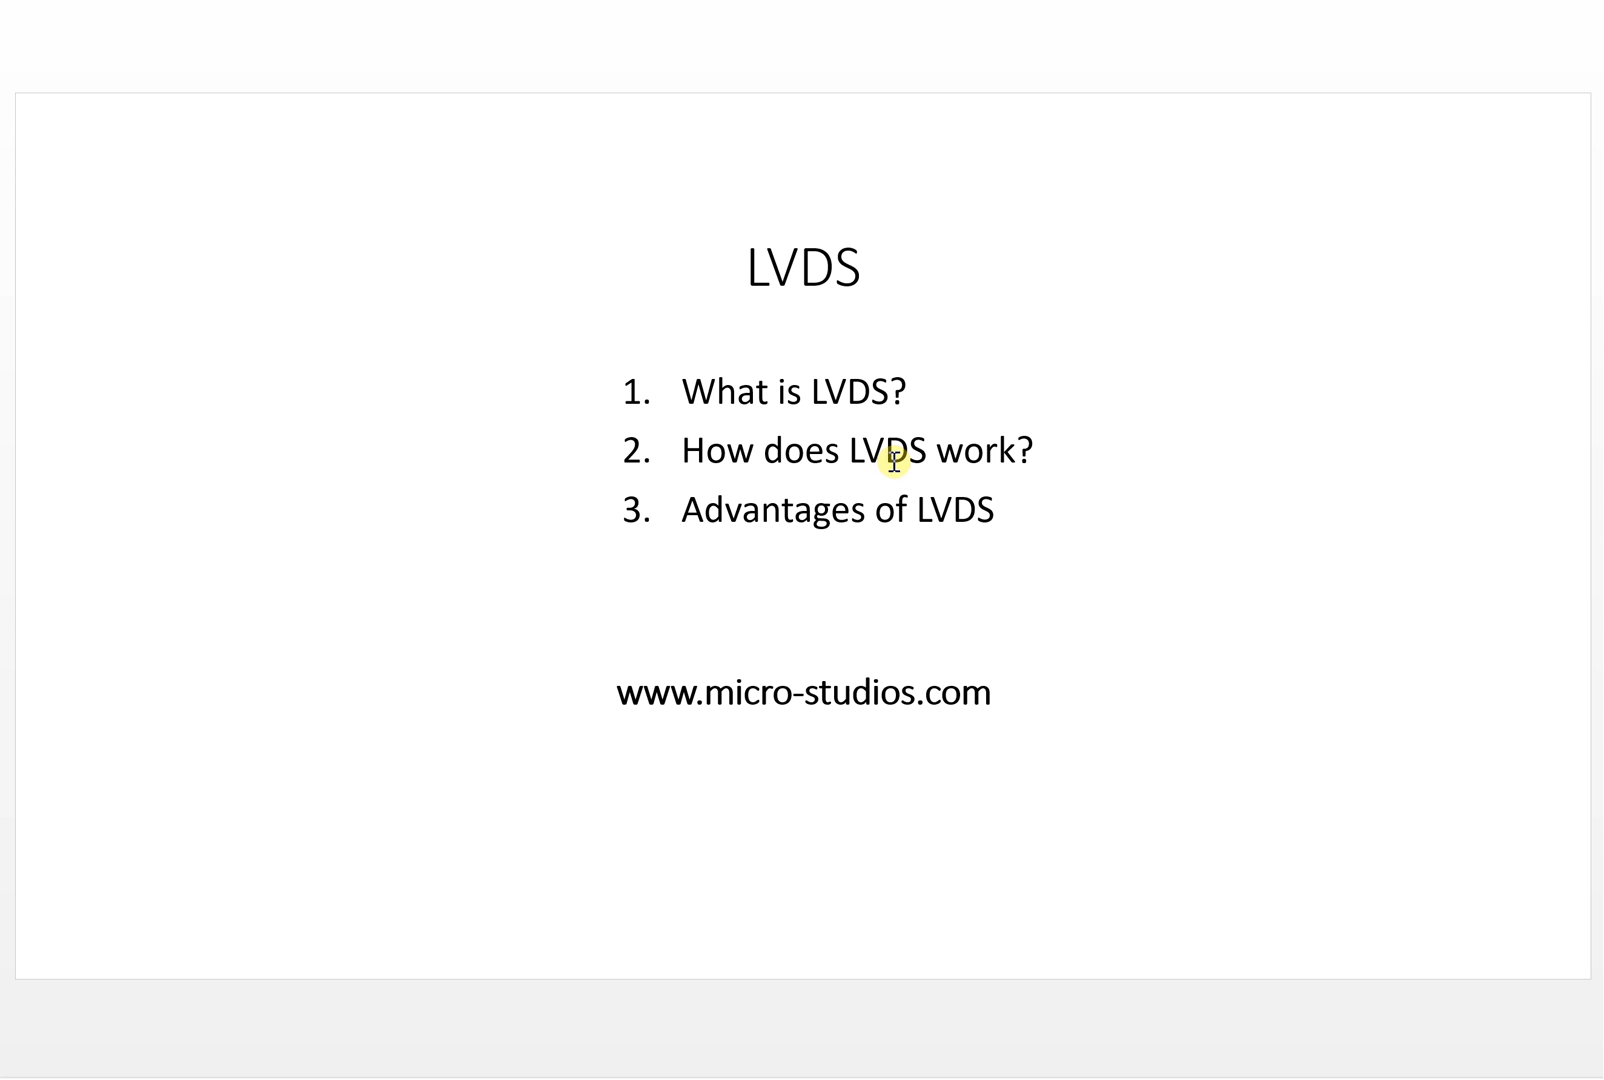 LVDS
1. What is LVDS?
2. How does LVDS work?
3. Advantages of LVDS
www.micro-studios.com